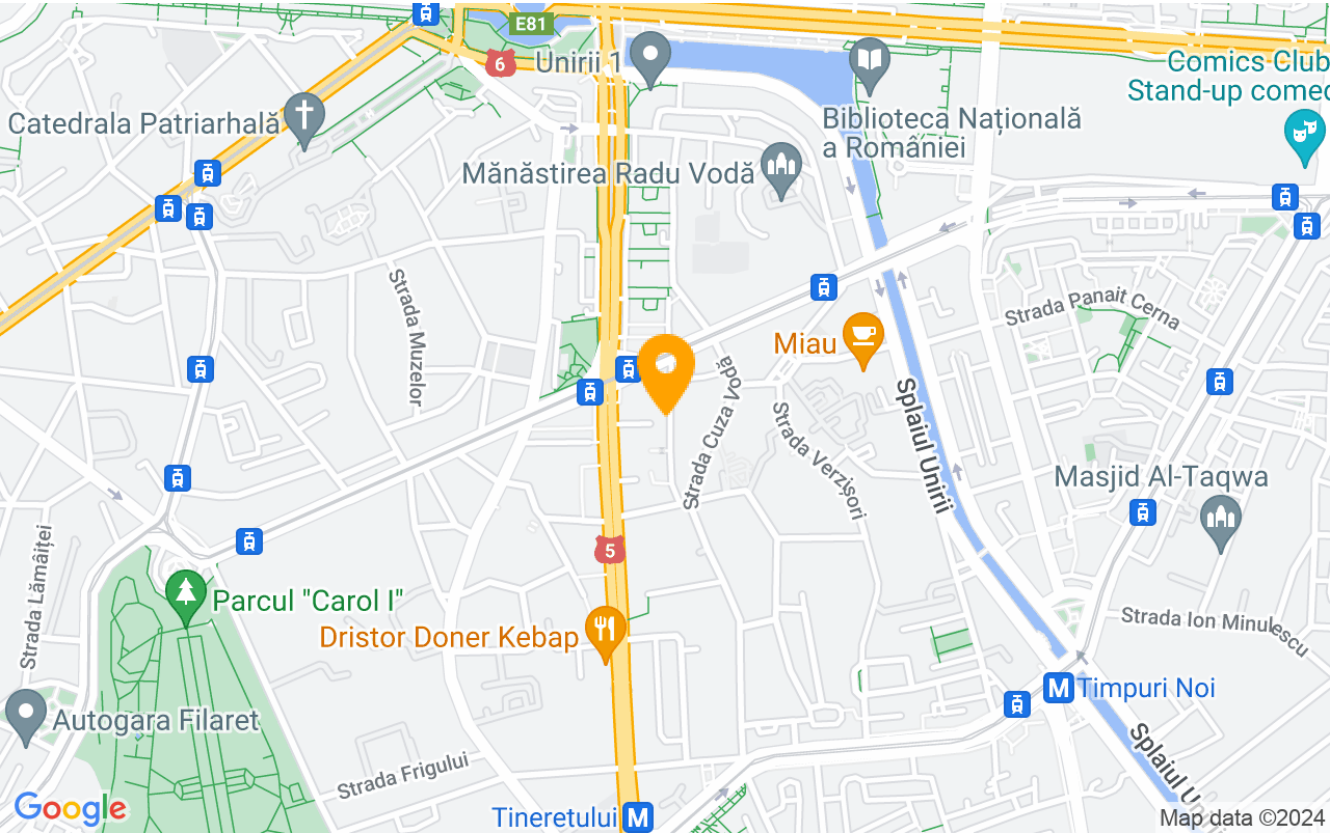 E81
6
Unirii 1
Comics Club
Stand-up comed
Catedrala Patriarhală
Biblioteca Națională
a României
Mănăstirea Radu Vodă
Strada Muzelor
Strada Panait Cerna
Miau
Strada Cuza Vodă
Splaiul Unirii
Strada Verzișori
Masjid Al-Taqwa
Strada Lămâiței
5
Parcul "Carol I"
Dristor Doner Kebap
Strada Ion Minulescu
M
Timpuri Noi
Autogara Filaret
Strada Frigului
Splaiul U
Google
Tineretului
M
Map data ©2024